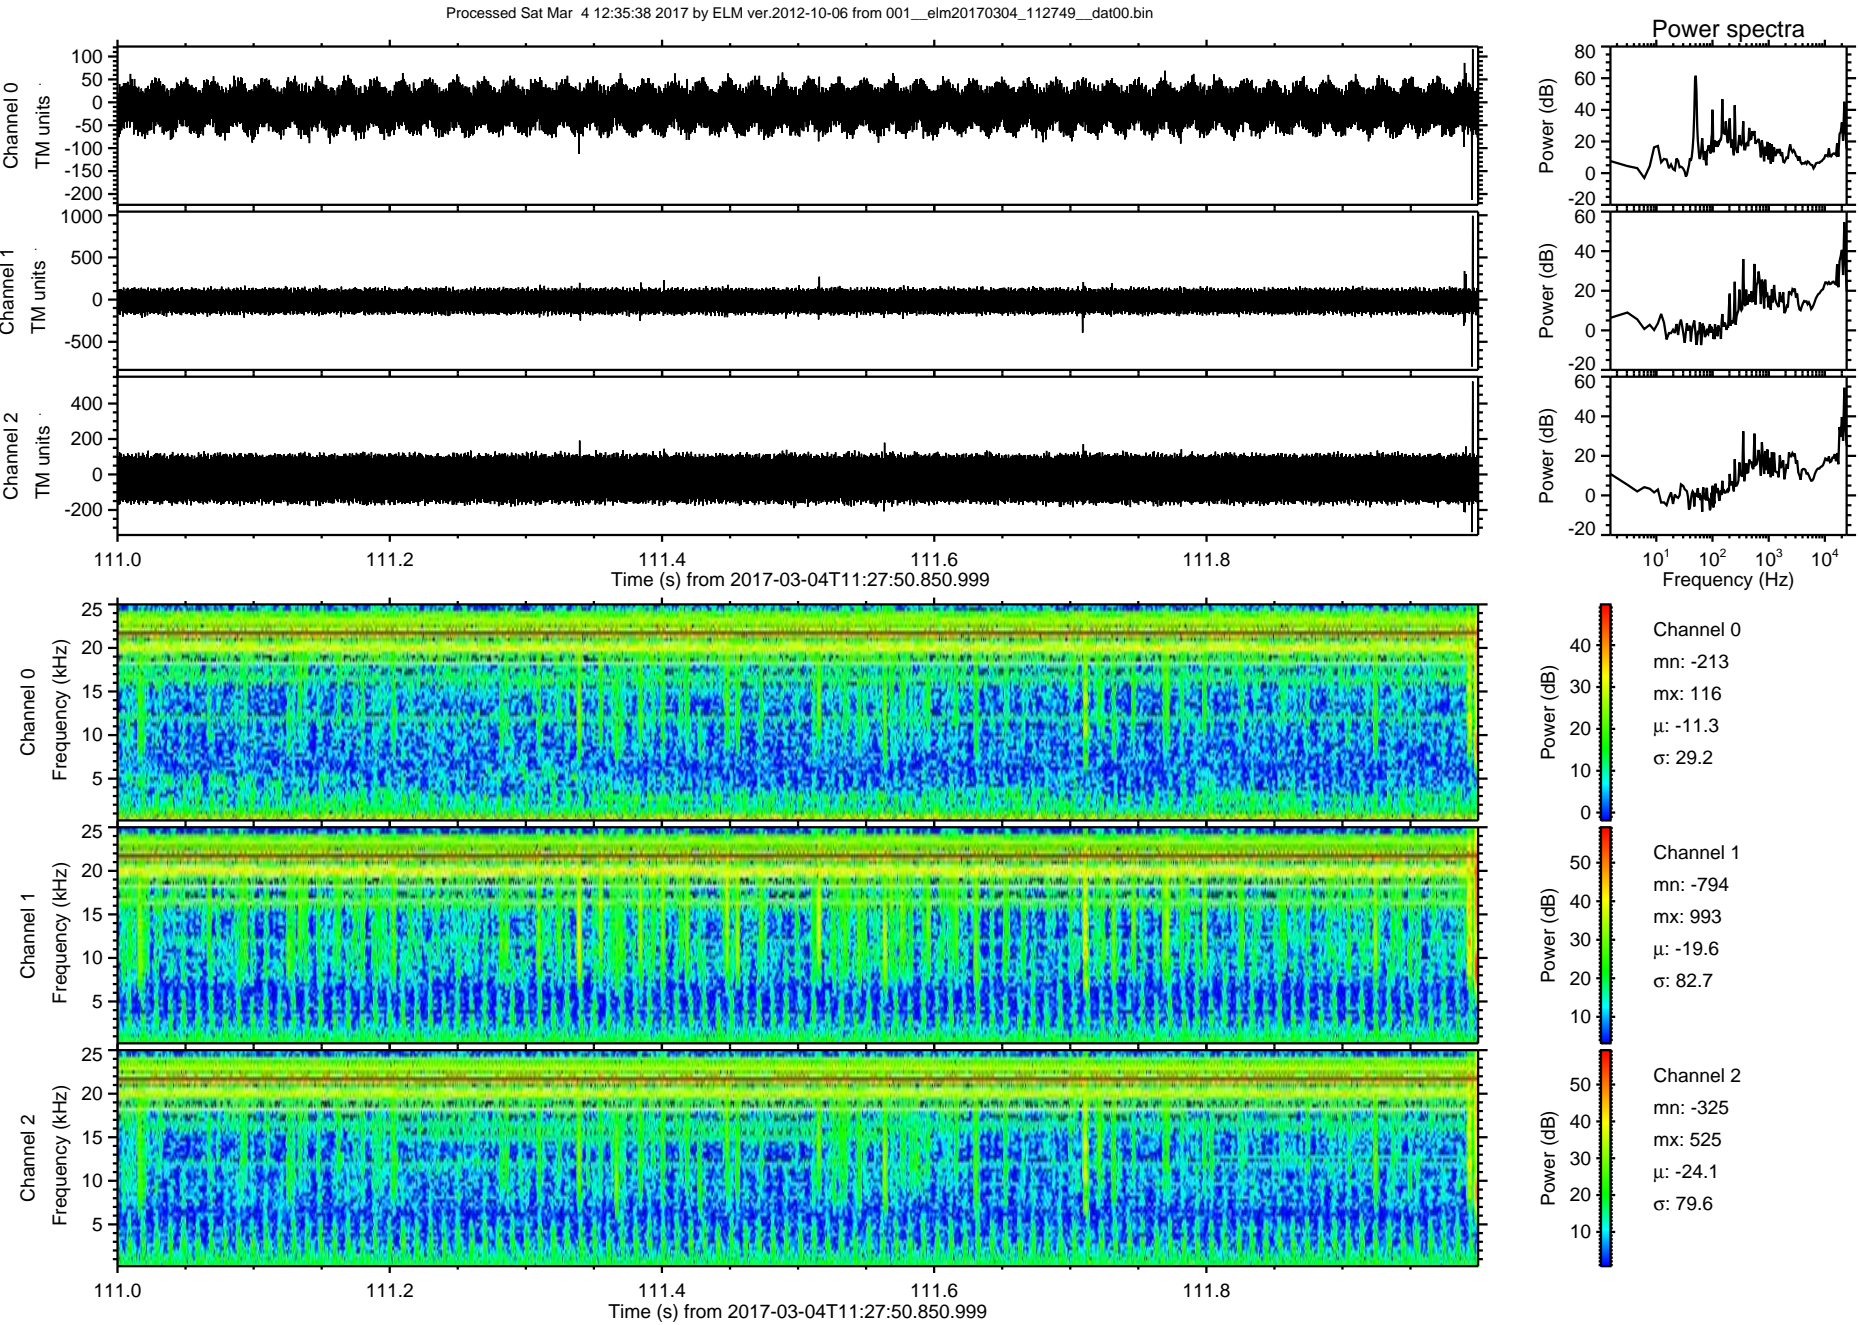 Processed Sat Mar  4 12:35:38 2017 by ELM ver.2012-10-06 from 001__elm20170304_112749__dat00.bin
Power spectra
Channel 0
TM units
100
50
0
-50
-100
-150
-200
Power (dB)
80
60
40
20
0
-20
Channel 1
TM units
1000
500
0
-500
Power (dB)
60
40
20
0
-20
Channel 2
TM units
400
200
0
-200
Power (dB)
60
40
20
0
-20
111.0 111.2 111.4 111.6 111.8
Time (s) from 2017-03-04T11:27:50.850.999
10^1 10^2 10^3 10^4
Frequency (Hz)
Channel 0
Frequency (kHz)
25
20
15
10
5
Power (dB)
40
30
20
10
0
Channel 0
mn: -213
mx: 116
μ: -11.3
σ: 29.2
Channel 1
Frequency (kHz)
25
20
15
10
5
Power (dB)
50
40
30
20
10
Channel 1
mn: -794
mx: 993
μ: -19.6
σ: 82.7
Channel 2
Frequency (kHz)
25
20
15
10
5
Power (dB)
50
40
30
20
10
Channel 2
mn: -325
mx: 525
μ: -24.1
σ: 79.6
111.0 111.2 111.4 111.6 111.8
Time (s) from 2017-03-04T11:27:50.850.999